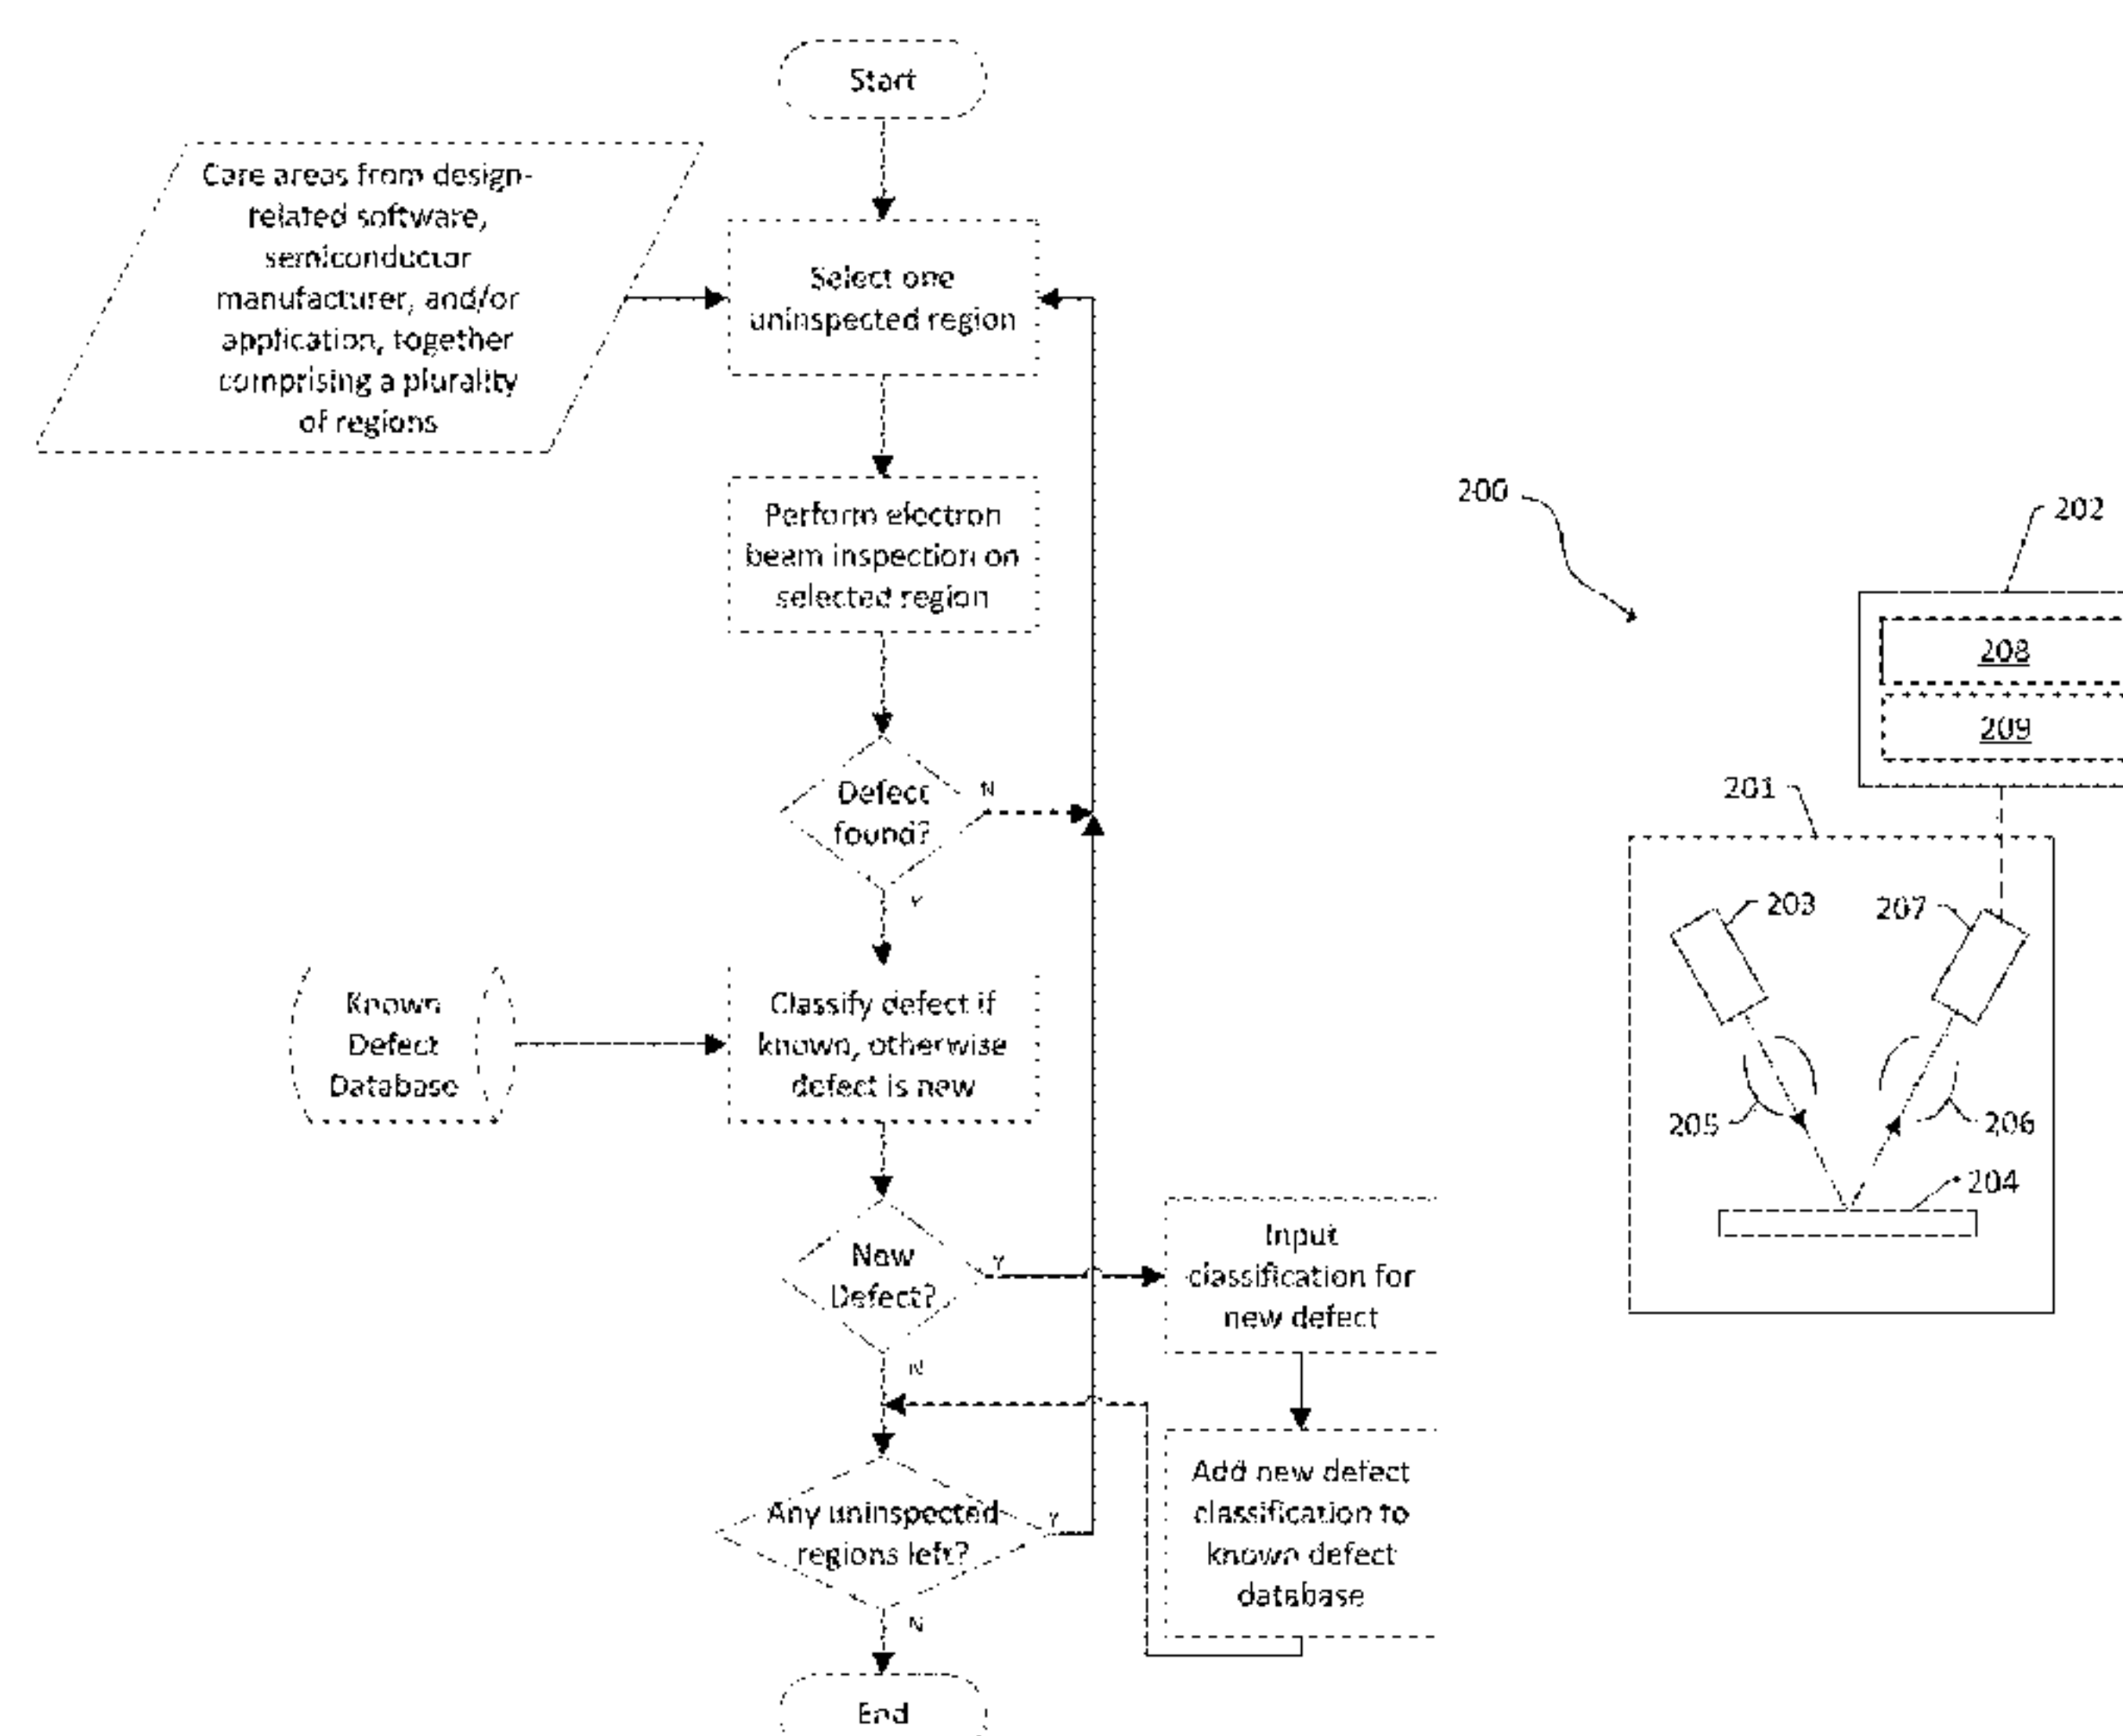 Start
Care areas from design-
related software,
semiconductor
manufacturer, and/or
application, together
comprising a plurality
of regions
Select one
uninspected region
Perform electron
beam inspection on
selected region
Defect
found?
N
Y
Known
Defect
Database
Classify defect if
known, otherwise
defect is new
New
Defect?
Y
N
Input
classification for
new defect
Add new defect
classification to
known defect
database
Any uninspected
regions left?
Y
N
End
200
202
208
209
201
203
207
205
206
204